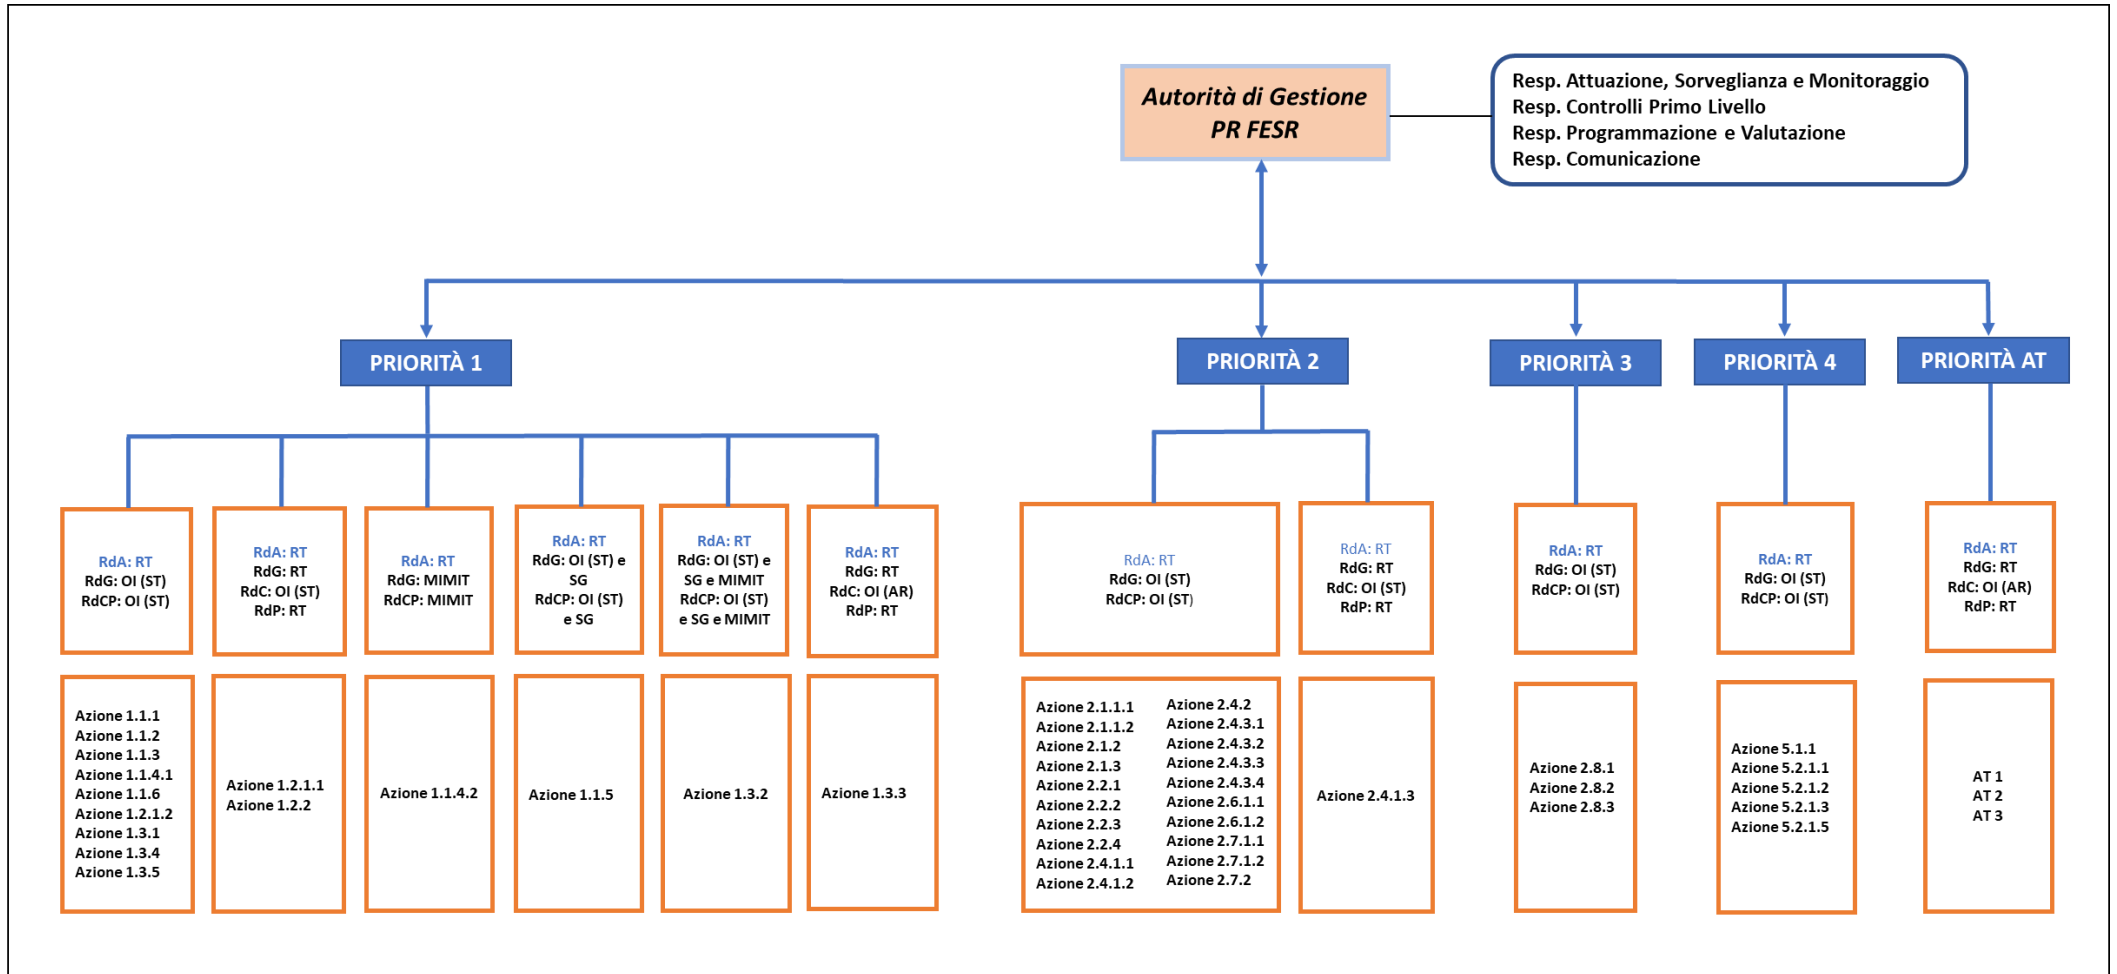 Autorità di Gestione
PR FESR
Resp. Attuazione, Sorveglianza e Monitoraggio
Resp. Controlli Primo Livello
Resp. Programmazione e Valutazione
Resp. Comunicazione
PRIORITÀ 1
PRIORITÀ 2
PRIORITÀ 3
PRIORITÀ 4
PRIORITÀ AT
RdA: RT
RdG: OI (ST)
RdCP: OI (ST)
RdA: RT
RdG: RT
RdC: OI (ST)
RdP: RT
RdA: RT
RdG: MIMIT
RdCP: MIMIT
RdA: RT
RdG: OI (ST) e
SG
RdCP: OI (ST)
e SG
RdA: RT
RdG: OI (ST) e
SG e MIMIT
RdCP: OI (ST)
e SG e MIMIT
RdA: RT
RdG: RT
RdC: OI (AR)
RdP: RT
RdA: RT
RdG: OI (ST)
RdCP: OI (ST)
RdA: RT
RdG: RT
RdC: OI (ST)
RdP: RT
RdA: RT
RdG: OI (ST)
RdCP: OI (ST)
RdA: RT
RdG: OI (ST)
RdCP: OI (ST)
RdA: RT
RdG: RT
RdC: OI (AR)
RdP: RT
Azione 1.1.1
Azione 1.1.2
Azione 1.1.3
Azione 1.1.4.1
Azione 1.1.6
Azione 1.2.1.2
Azione 1.3.1
Azione 1.3.4
Azione 1.3.5
Azione 1.2.1.1
Azione 1.2.2
Azione 1.1.4.2
Azione 1.1.5
Azione 1.3.2
Azione 1.3.3
Azione 2.1.1.1
Azione 2.1.1.2
Azione 2.1.2
Azione 2.1.3
Azione 2.2.1
Azione 2.2.2
Azione 2.2.3
Azione 2.2.4
Azione 2.4.1.1
Azione 2.4.1.2
Azione 2.4.2
Azione 2.4.3.1
Azione 2.4.3.2
Azione 2.4.3.3
Azione 2.4.3.4
Azione 2.6.1.1
Azione 2.6.1.2
Azione 2.7.1.1
Azione 2.7.1.2
Azione 2.7.2
Azione 2.4.1.3
Azione 2.8.1
Azione 2.8.2
Azione 2.8.3
Azione 5.1.1
Azione 5.2.1.1
Azione 5.2.1.2
Azione 5.2.1.3
Azione 5.2.1.5
AT 1
AT 2
AT 3